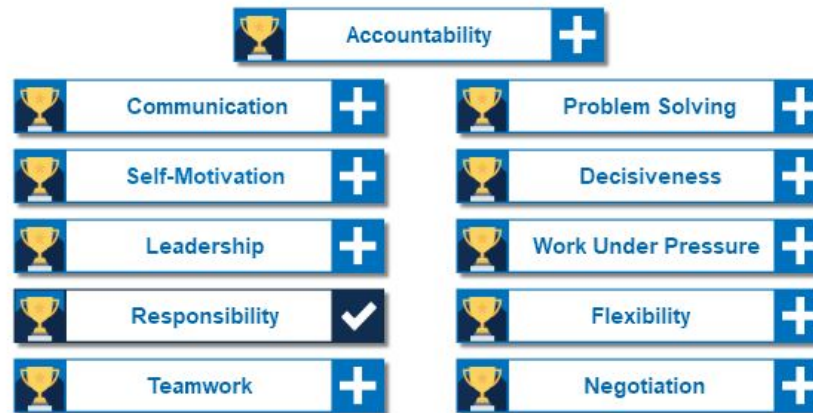 Accountability
Communication
Problem Solving
Self-Motivation
Decisiveness
Leadership
Work Under Pressure
Responsibility
Flexibility
Teamwork
Negotiation